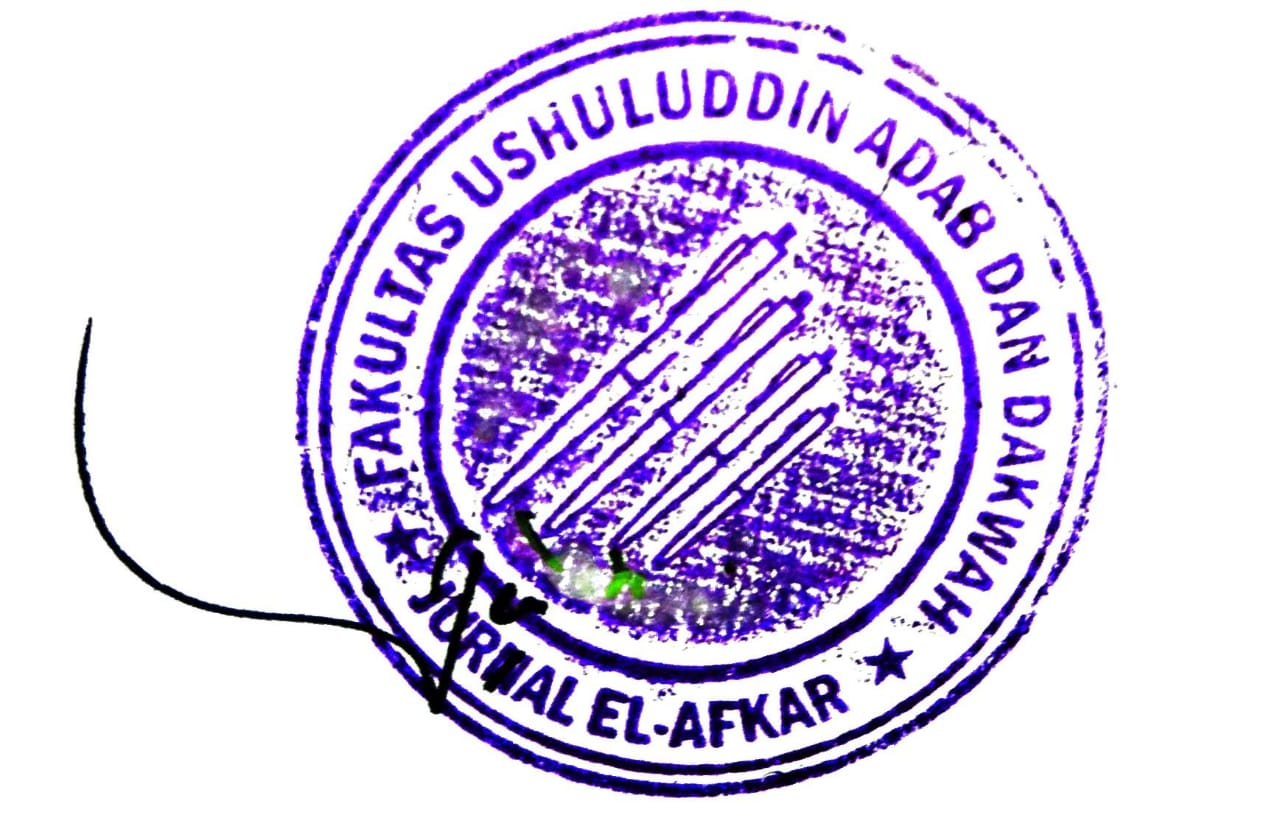 FAKULTAS USHULUDDIN ADAB DAN DAKWAH
JURNAL EL-AFKAR